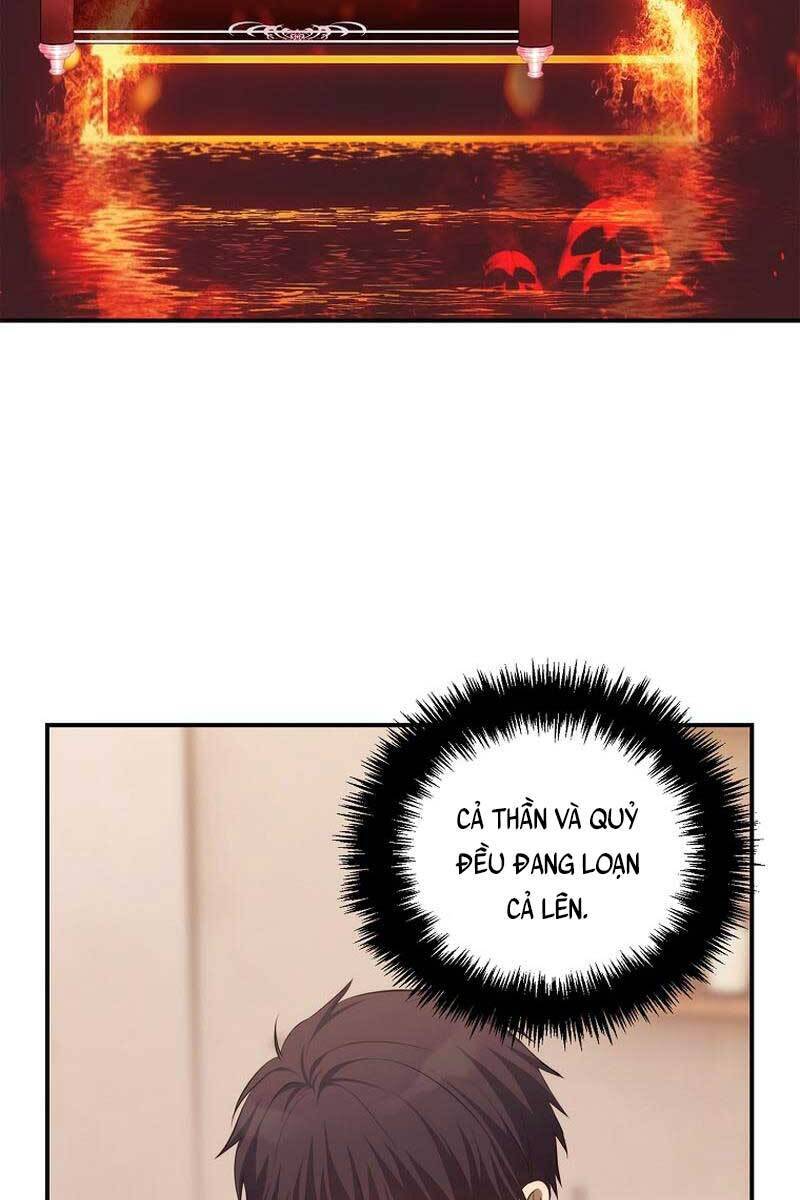 CẢ THẦN VÀ QUỶ
ĐỀU ĐANG LOẠN
CẢ LÊN.